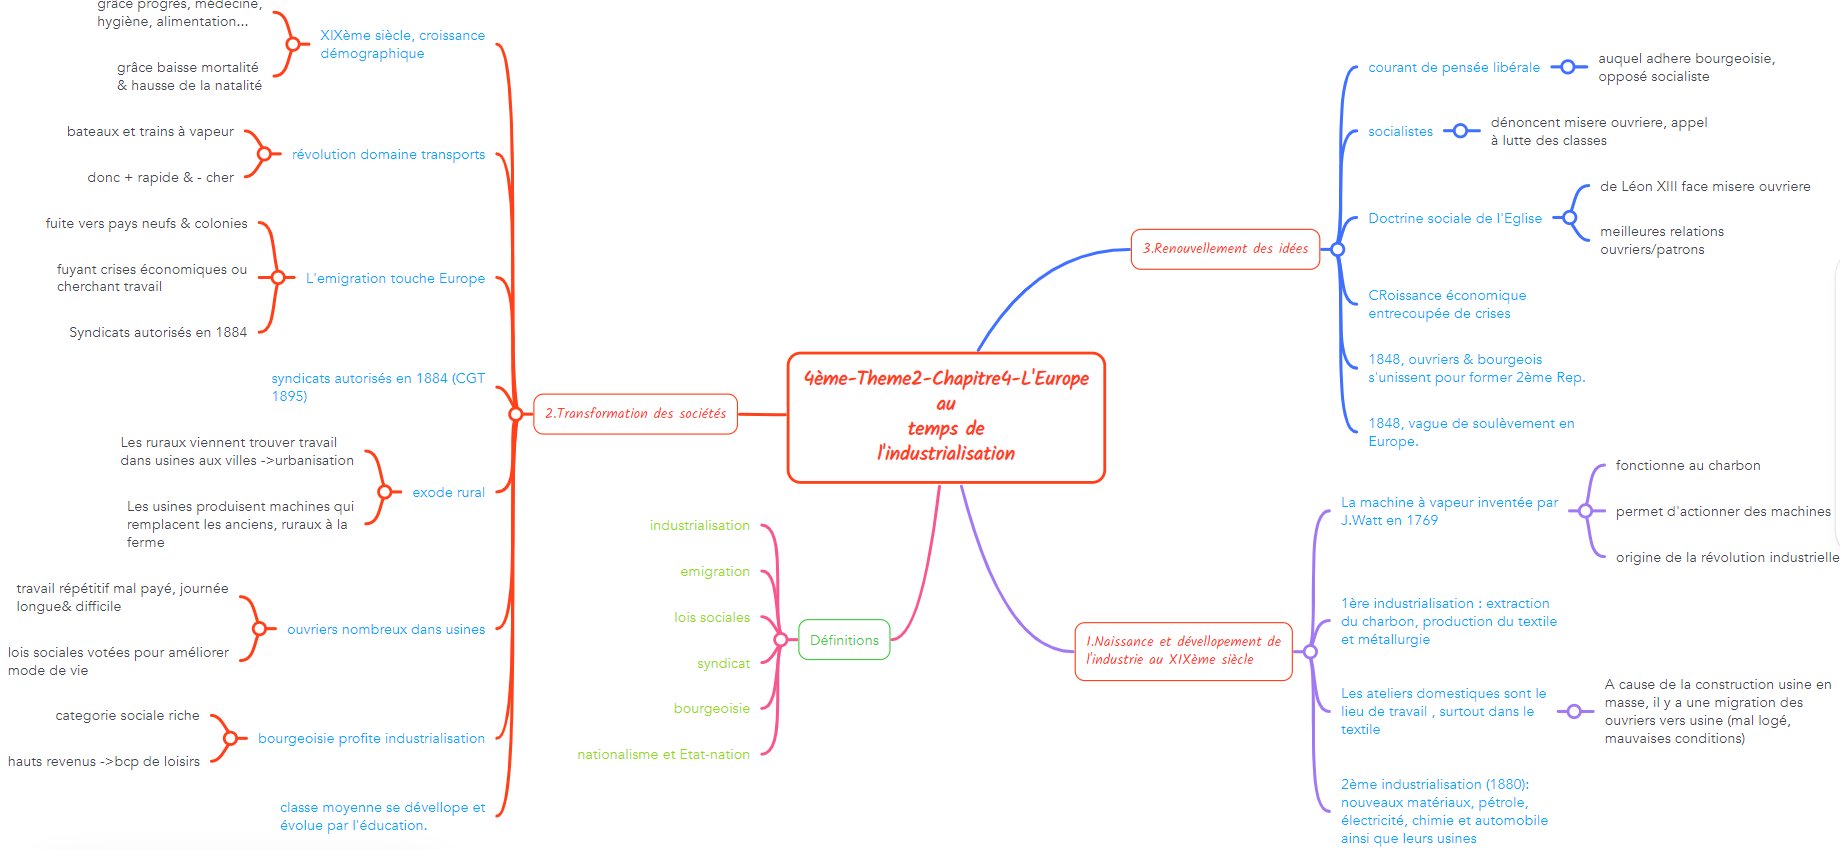 4ème-Theme2-Chapitre4-L'Europe
au
temps de
l'industrialisation
1.Naissance et dévellopement de
l'industrie au XIXème siècle
La machine à vapeur inventée par
J.Watt en 1769
fonctionne au charbon
permet d'actionner des machines
origine de la révolution industrielle
1ère industrialisation : extraction
du charbon, production du textile
et métallurgie
Les ateliers domestiques sont le
lieu de travail , surtout dans le
textile
A cause de la construction usine en
masse, il y a une migration des
ouvriers vers usine (mal logé,
mauvaises conditions)
2ème industrialisation (1880):
nouveaux matériaux, pétrole,
électricité, chimie et automobile
ainsi que leurs usines
2.Transformation des sociétés
XIXème siècle, croissance
démographique
grâce progrès, médecine,
hygiène, alimentation...
grâce baisse mortalité
& hausse de la natalité
révolution domaine transports
bateaux et trains à vapeur
donc + rapide & - cher
L'emigration touche Europe
fuite vers pays neufs & colonies
fuyant crises économiques ou
cherchant travail
Syndicats autorisés en 1884
syndicats autorisés en 1884 (CGT
1895)
exode rural
Les ruraux viennent trouver travail
dans usines aux villes ->urbanisation
Les usines produisent machines qui
remplacent les anciens, ruraux à la
ferme
ouvriers nombreux dans usines
travail répétitif mal payé, journée
longue& difficile
lois sociales votées pour améliorer
mode de vie
bourgeoisie profite industrialisation
categorie sociale riche
hauts revenus ->bcp de loisirs
classe moyenne se dévellope et
évolue par l'éducation.
3.Renouvellement des idées
courant de pensée libérale
auquel adhere bourgeoisie,
opposé socialiste
socialistes
dénoncent misere ouvriere, appel
à lutte des classes
Doctrine sociale de l'Eglise
de Léon XIII face misere ouvriere
meilleures relations
ouvriers/patrons
CRoissance économique
entrecoupée de crises
1848, ouvriers & bourgeois
s'unissent pour former 2ème Rep.
1848, vague de soulèvement en
Europe.
Définitions
industrialisation
emigration
lois sociales
syndicat
bourgeoisie
nationalisme et Etat-nation